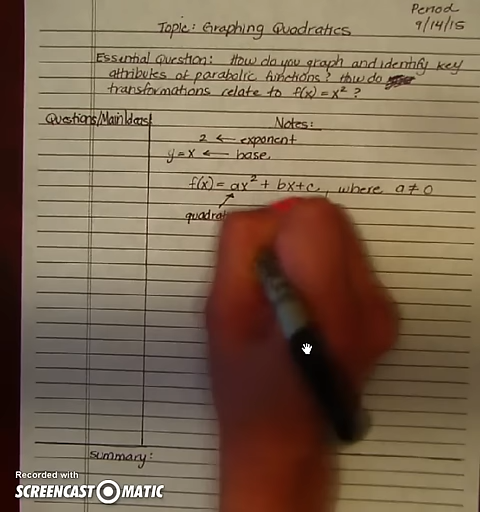 Period
9/14/15
Topic: Graphing Quadratics
Essential Question: How do you graph and identify key
attributes of parabolic functions? How do
transformations relate to f(x) = x²?
Questions/Main Ideas
Notes:
2 ← exponent
y = x ← base
f(x) = ax² + bx + c, where a ≠ 0
quadrat
summary:
Recorded with
SCREENCAST-O-MATIC